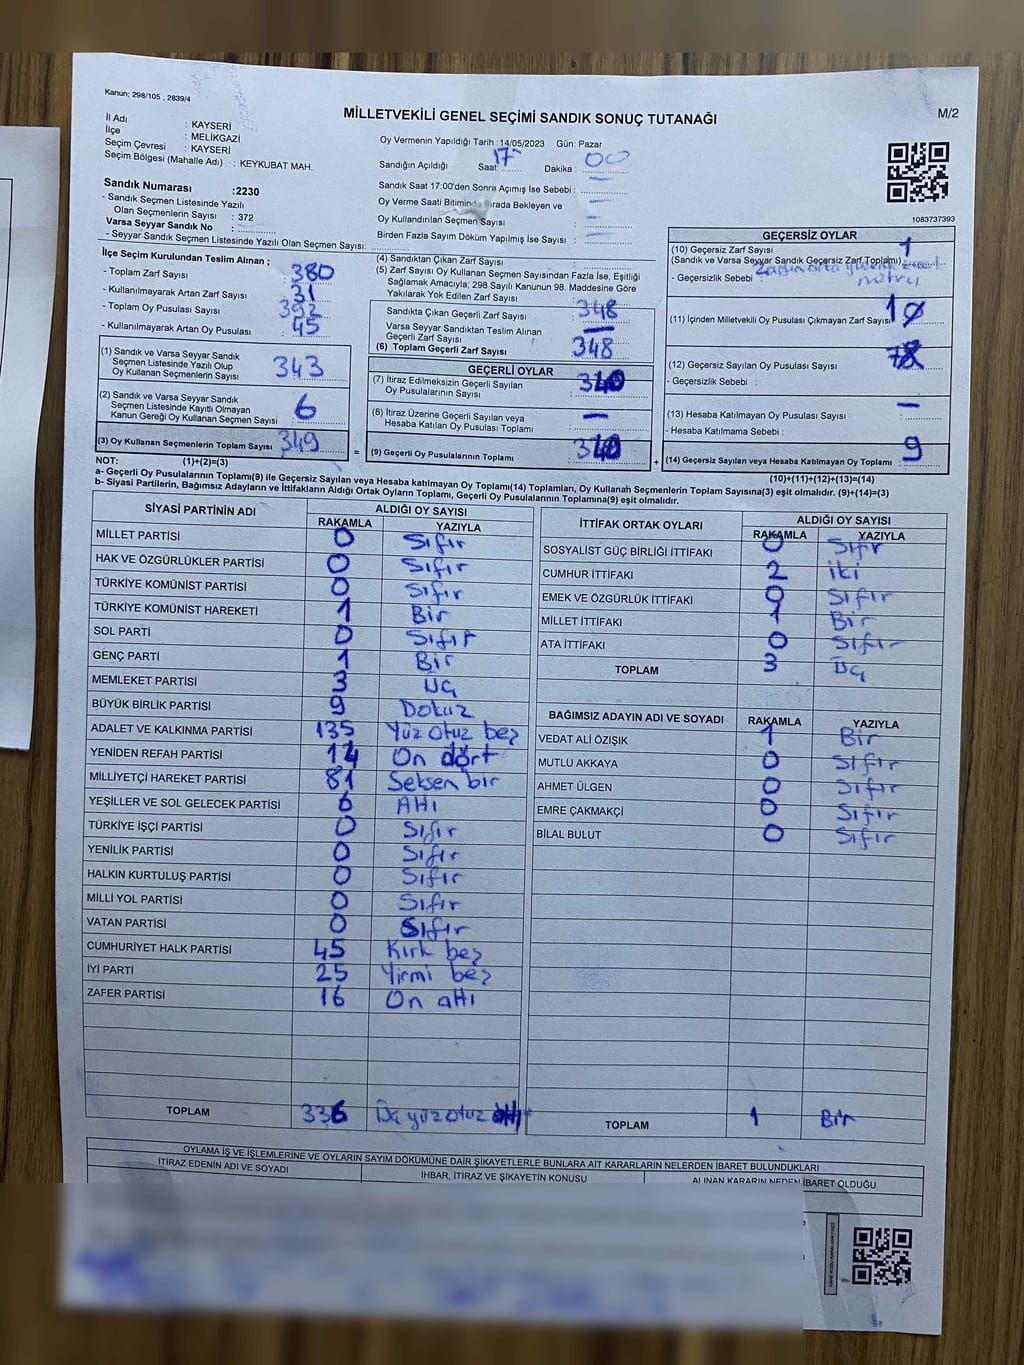 Kanun; 298/105 , 2839/4
MİLLETVEKİLİ GENEL SEÇİMİ SANDIK SONUÇ TUTANAĞI
M/2
İl Adı : KAYSERİ
İlçe : MELİKGAZİ
Seçim Çevresi : KAYSERİ
Seçim Bölgesi (Mahalle Adı) : KEYKUBAT MAH.
Sandık Numarası :2230
- Sandık Seçmen Listesinde Yazılı
Olan Seçmenlerin Sayısı : 372
Varsa Seyyar Sandık No :
- Seyyar Sandık Seçmen Listesinde Yazılı Olan Seçmen Sayısı:
Oy Vermenin Yapıldığı Tarih :14/05/2023 Gün: Pazar
Sandığın Açıldığı Saat: 17 Dakika : 00
Sandık Saat 17:00'den Sonra Açımış İse Sebebi : —
Oy Verme Saati Bitiminda Sırada Bekleyen ve
Oy Kullandırılan Seçmen Sayısı : —
Birden Fazla Sayım Döküm Yapılmış İse Sayısı : —
1083737393
İlçe Seçim Kurulundan Teslim Alınan ;
- Toplam Zarf Sayısı : 380
- Kullanılmayarak Artan Zarf Sayısı : 31
- Toplam Oy Pusulası Sayısı : 392
- Kullanılmayarak Artan Oy Pusulası : 45
(1) Sandık ve Varsa Seyyar Sandık
Seçmen Listesinde Yazılı Olup
Oy Kullanan Seçmenlerin Sayısı : 343
(2) Sandık ve Varsa Seyyar Sandık
Seçmen Listesinde Kayıtlı Olmayan
Kanun Gereği Oy Kullanan Seçmen Sayısı : 6
(3) Oy Kullanan Seçmenlerin Toplam Sayısı : 349
(4) Sandıktan Çıkan Zarf Sayısı :
(5) Zarf Sayısı Oy Kullanan Seçmen Sayısından Fazla İse, Eşitliği
Sağlamak Amacıyla; 298 Sayılı Kanunun 98. Maddesine Göre
Yakılarak Yok Edilen Zarf Sayısı :
Sandıkta Çıkan Geçerli Zarf Sayısı : 348
Varsa Seyyar Sandıktan Teslim Alınan
Geçerli Zarf Sayısı : —
(6) Toplam Geçerli Zarf Sayısı : 348
GEÇERLİ OYLAR
(7) İtiraz Edilmeksizin Geçerli Sayılan
Oy Pusulalarının Sayısı : 340
(8) İtiraz Üzerine Geçerli Sayılan veya
Hesaba Katılan Oy Pusulası Toplamı : —
(9) Geçerli Oy Pusulalarının Toplamı : 340
GEÇERSİZ OYLAR
(10) Geçersiz Zarf Sayısı
(Sandık ve Varsa Seyyar Sandık Geçersiz Zarf Toplamı) : 1
- Geçersizlik Sebebi : mührü
(11) İçinden Milletvekili Oy Pusulası Çıkmayan Zarf Sayısı :
(12) Geçersiz Sayılan Oy Pusulası Sayısı :
- Geçersizlik Sebebi :
(13) Hesaba Katılmayan Oy Pusulası Sayısı : —
- Hesaba Katılmama Sebebi :
(14) Geçersiz Sayılan veya Hesaba Katılmayan Oy Toplamı : 9
NOT: (1)+(2)=(3)
(10)+(11)+(12)+(13)=(14)
a- Geçerli Oy Pusulalarının Toplamı(9) ile Geçersiz Sayılan veya Hesaba Katılmayan Oy Toplamı(14) Toplamları, Oy Kullanan Seçmenlerin Toplam Sayısına(3) eşit olmalıdır. (9)+(14)=(3)
b- Siyasi Partilerin, Bağımsız Adayların ve İttifakların Aldığı Ortak Oyların Toplamı, Geçerli Oy Pusulalarının Toplamına(9) eşit olmalıdır.
SİYASİ PARTİNİN ADI ALDIĞI OY SAYISI
RAKAMLA YAZIYLA
MİLLET PARTİSİ 0 Sıfır
HAK VE ÖZGÜRLÜKLER PARTİSİ 0 Sıfır
TÜRKİYE KOMÜNİST PARTİSİ 0 Sıfır
TÜRKİYE KOMÜNİST HAREKETİ 1 Bir
SOL PARTİ 0 Sıfır
GENÇ PARTİ 1 Bir
MEMLEKET PARTİSİ 3 Üç
BÜYÜK BİRLİK PARTİSİ 9 Dokuz
ADALET VE KALKINMA PARTİSİ 135 Yüz otuz beş
YENİDEN REFAH PARTİSİ 14 On dört
MİLLİYETÇİ HAREKET PARTİSİ 81 Seksen bir
YEŞİLLER VE SOL GELECEK PARTİSİ 6 Altı
TÜRKİYE İŞÇİ PARTİSİ 0 Sıfır
YENİLİK PARTİSİ 0 Sıfır
HALKIN KURTULUŞ PARTİSİ 0 Sıfır
MİLLİ YOL PARTİSİ 0 Sıfır
VATAN PARTİSİ 0 Sıfır
CUMHURİYET HALK PARTİSİ 45 Kırk beş
İYİ PARTİ 25 Yirmi beş
ZAFER PARTİSİ 16 On altı
TOPLAM 336 Üç yüz otuz altı
İTTİFAK ORTAK OYLARI ALDIĞI OY SAYISI
RAKAMLA YAZIYLA
SOSYALİST GÜÇ BİRLİĞİ İTTİFAKI 0 Sıfır
CUMHUR İTTİFAKI 2 İki
EMEK VE ÖZGÜRLÜK İTTİFAKI 0 Sıfır
MİLLET İTTİFAKI 1 Bir
ATA İTTİFAKI 0 Sıfır
TOPLAM 3 Üç
BAĞIMSIZ ADAYIN ADI VE SOYADI RAKAMLA YAZIYLA
VEDAT ALİ ÖZIŞIK 1 Bir
MUTLU AKKAYA 0 Sıfır
AHMET ÜLGEN 0 Sıfır
EMRE ÇAKMAKÇİ 0 Sıfır
BİLAL BULUT 0 Sıfır
TOPLAM 1 Bir
OYLAMA İŞ VE İŞLEMLERİNE VE OYLARIN SAYIM DÖKÜMÜNE DAİR ŞİKAYETLERLE BUNLARA AİT KARARLARIN NELERDEN İBARET BULUNDUKLARI
İTİRAZ EDENİN ADI VE SOYADI İHBAR, İTİRAZ VE ŞİKAYETİN KONUSU ALINAN KARARIN NEDEN İBARET OLDUĞU